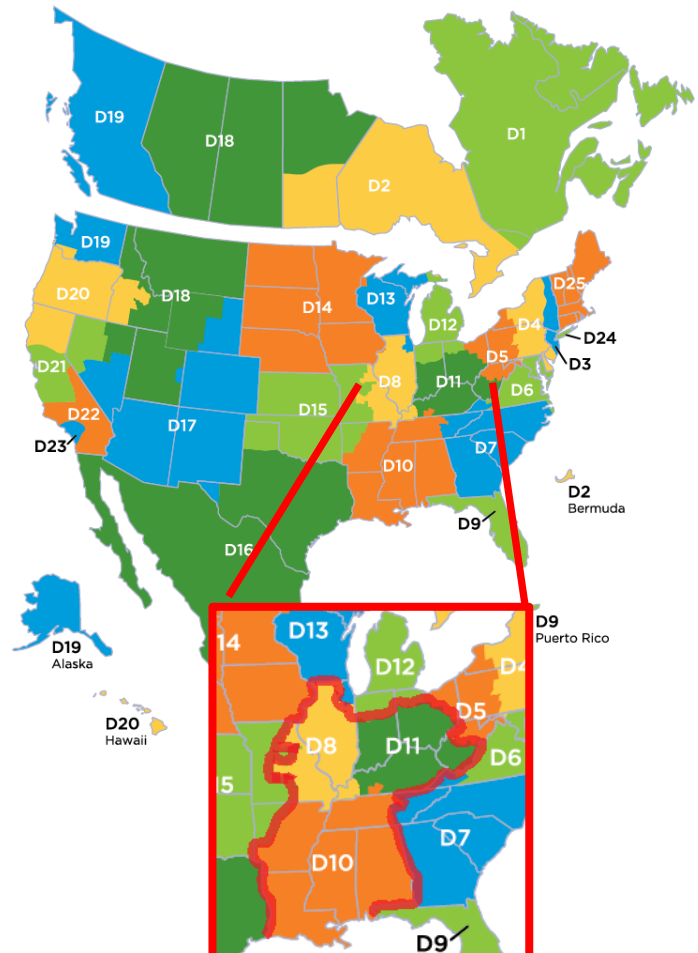 D19
D18
D1
D2
D19
D20
D18
D14
D13
D12
D25
D4
D24
D3
D5
D21
D8
D11
D6
D22
D15
D23
D17
D10
D7
D2
Bermuda
D9
D16
D9
Puerto Rico
D19
Alaska
D20
Hawaii
14
D13
D12
D4
D5
D8
D11
D6
15
D7
D10
D9